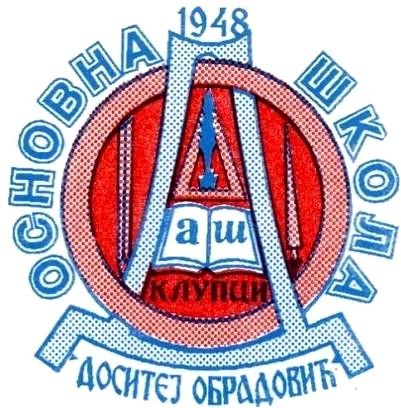 1948
ОСНОВНА ШКОЛА
а ш
КЛУПЦИ
ДОСИТЕЈ ОБРАДОВИЋ